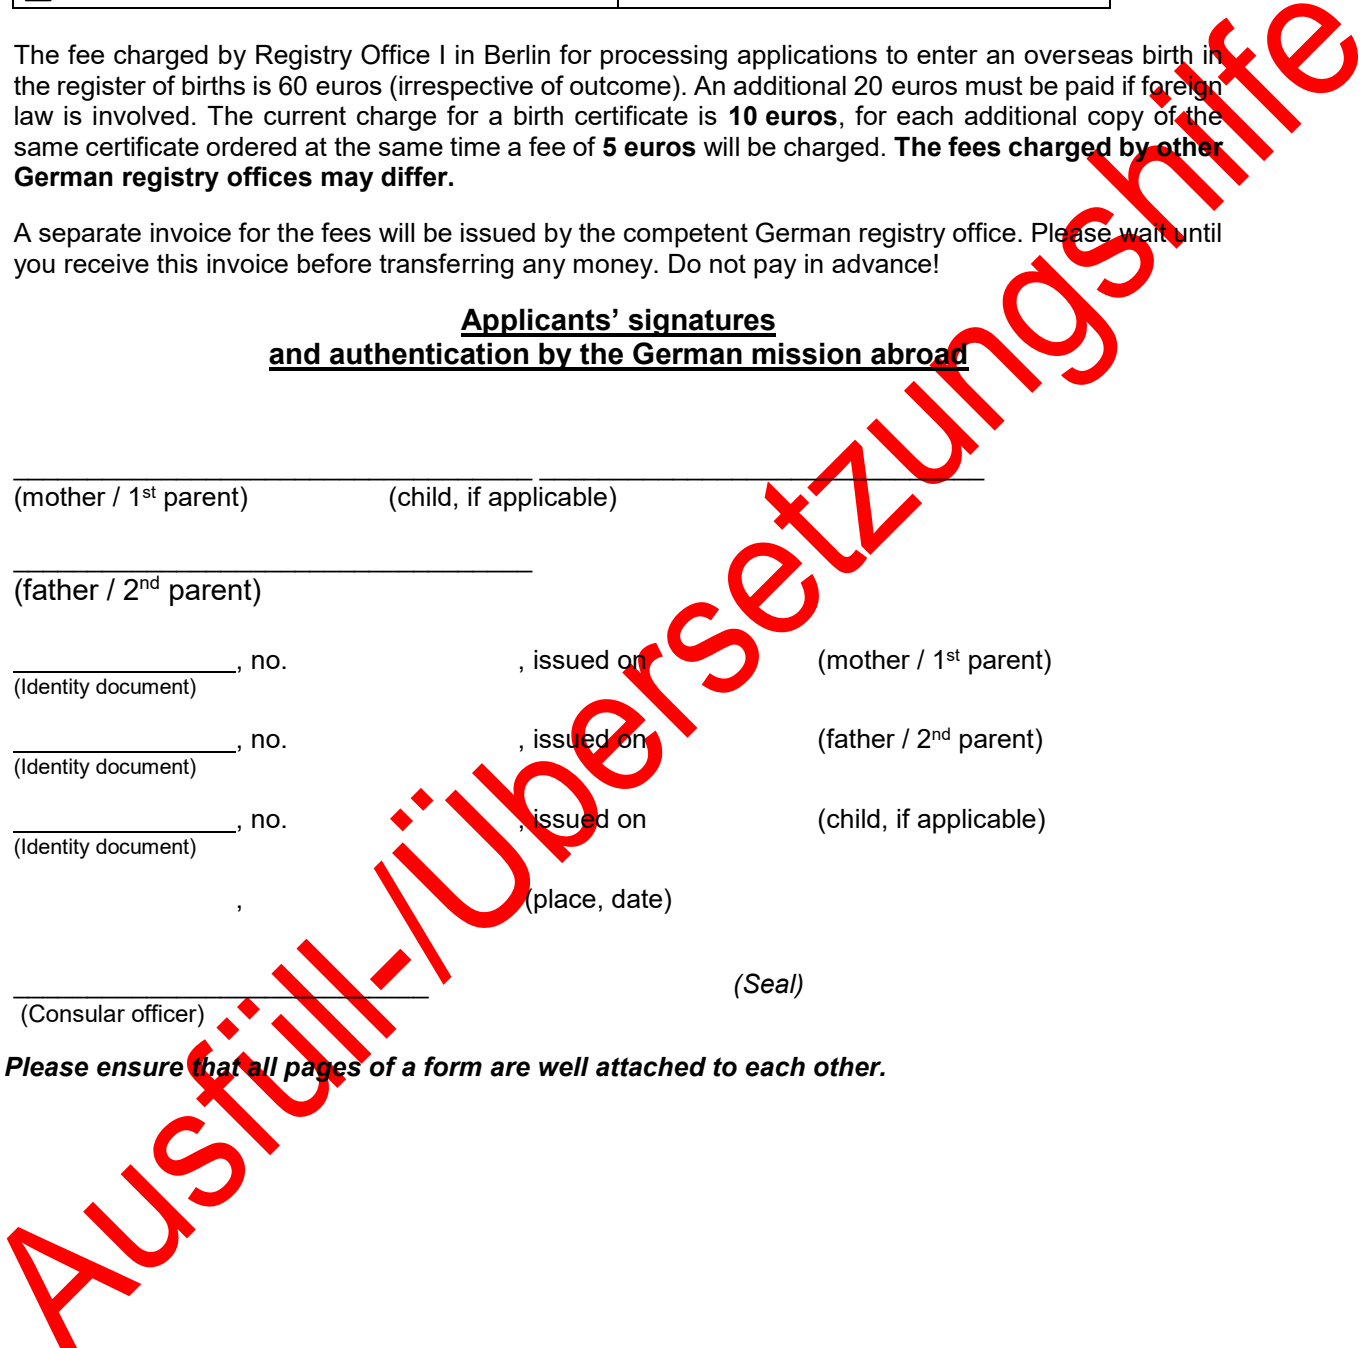 The fee charged by Registry Office I in Berlin for processing applications to enter an overseas birth in
the register of births is 60 euros (irrespective of outcome). An additional 20 euros must be paid if foreign
law is involved. The current charge for a birth certificate is 10 euros, for each additional copy of the
same certificate ordered at the same time a fee of 5 euros will be charged. The fees charged by other
German registry offices may differ.
A separate invoice for the fees will be issued by the competent German registry office. Please wait until
you receive this invoice before transferring any money. Do not pay in advance!
Applicants’ signatures
and authentication by the German mission abroad
(mother / 1st parent) (child, if applicable)
(father / 2nd parent)
, no. , issued on (mother / 1st parent)
(Identity document)
, no. , issued on (father / 2nd parent)
(Identity document)
, no. , issued on (child, if applicable)
(Identity document)
, (place, date)
(Seal)
(Consular officer)
Please ensure that all pages of a form are well attached to each other.
Ausfüll-/Übersetzungshilfe